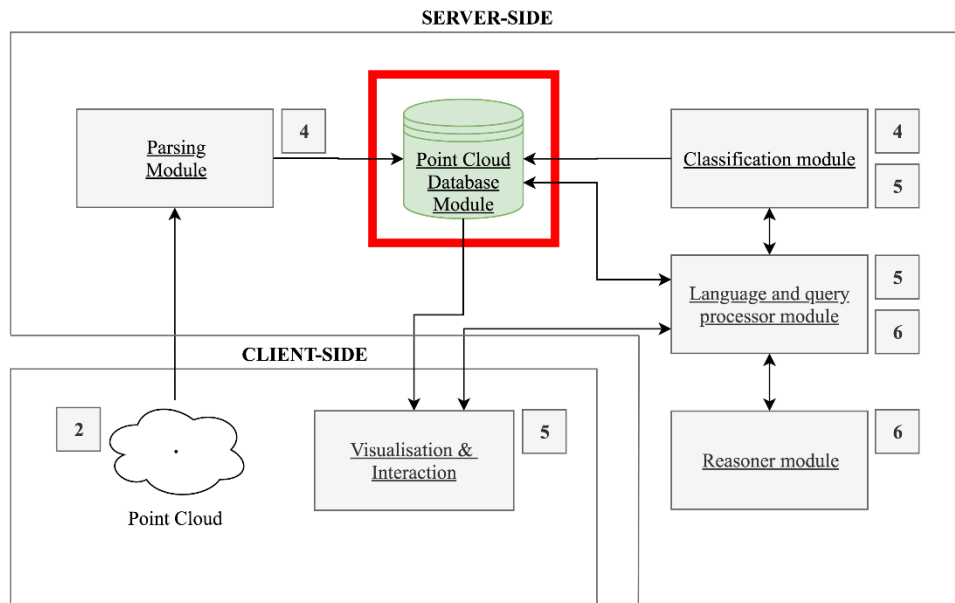 SERVER-SIDE
Parsing
Module
4
Point Cloud
Database
Module
Classification module
4
5
Language and query
processor module
5
6
CLIENT-SIDE
2
Point Cloud
Visualisation &
Interaction
5
Reasoner module
6